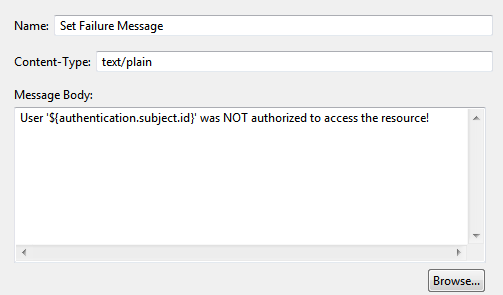 Name: Set Failure Message
Content-Type: text/plain
Message Body:
User '${authentication.subject.id}' was NOT authorized to access the resource!
Browse...